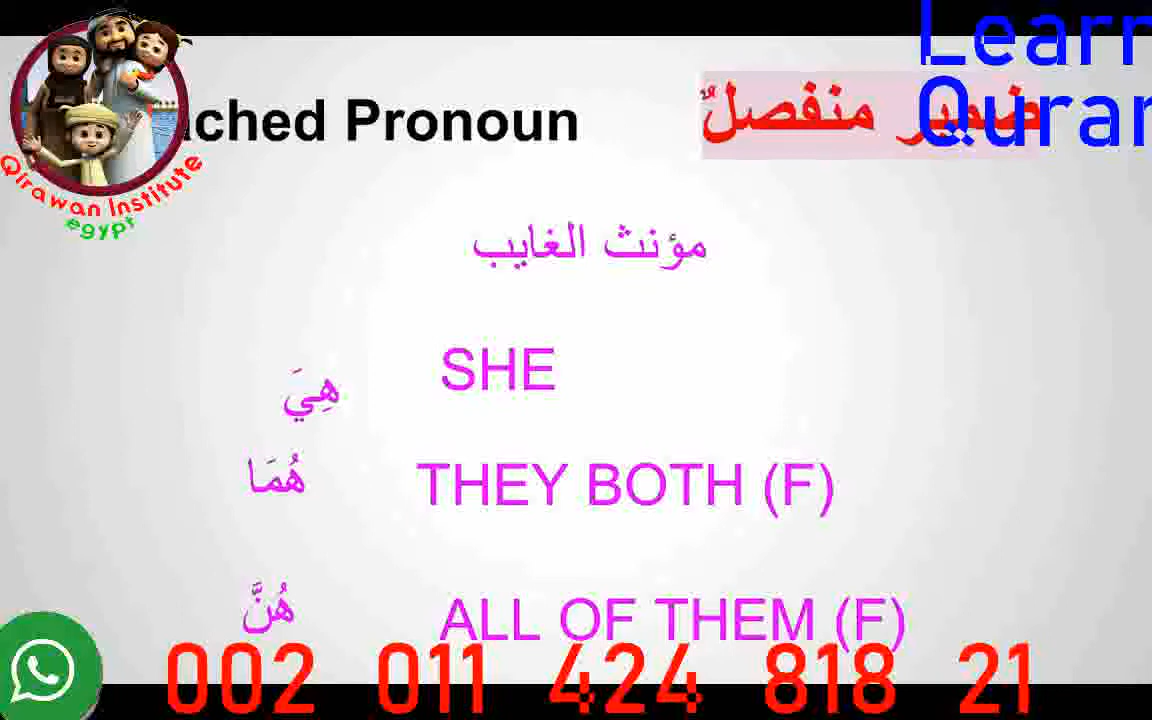 Learn
Quran
ached Pronoun
ضمير منفصلٌ
Qirawan Institute
egypt
مؤنث الغايب
هِيَ SHE
هُمَا THEY BOTH (F)
هُنَّ ALL OF THEM (F)
002 011 424 818 21